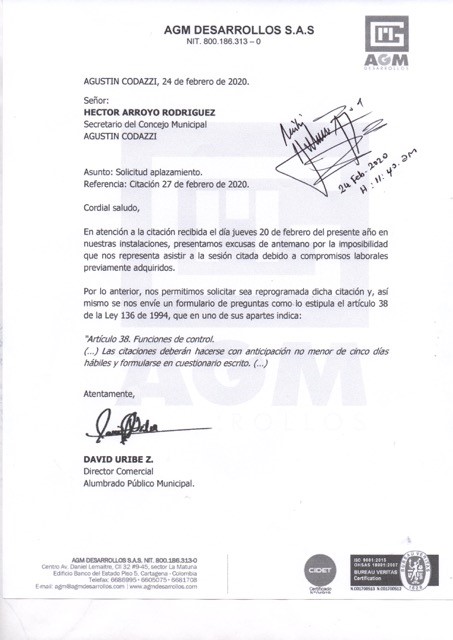 AGM DESARROLLOS S.A.S
NIT. 800.186.313 – 0
AGM
DESARROLLOS
AGUSTIN CODAZZI, 24 de febrero de 2020.
Señor:
HECTOR ARROYO RODRIGUEZ
Secretario del Concejo Municipal
AGUSTIN CODAZZI
24 Feb. 2020
H: 11:43 am
Asunto: Solicitud aplazamiento.
Referencia: Citación 27 de febrero de 2020.
Cordial saludo,
En atención a la citación recibida el día jueves 20 de febrero del presente año en
nuestras instalaciones, presentamos excusas de antemano por la imposibilidad
que nos representa asistir a la sesión citada debido a compromisos laborales
previamente adquiridos.
Por lo anterior, nos permitimos solicitar sea reprogramada dicha citación y, así
mismo se nos envíe un formulario de preguntas como lo estipula el artículo 38
de la Ley 136 de 1994, que en uno de sus apartes indica:
"Artículo 38. Funciones de control.
(...) Las citaciones deberán hacerse con anticipación no menor de cinco días
hábiles y formularse en cuestionario escrito. (...)
AGM
DESARROLLOS
Atentamente,
DAVID URIBE Z.
Director Comercial
Alumbrado Público Municipal.
AGM DESARROLLOS S.A.S. NIT. 800.186.313-0
Centro Av. Daniel Lemaitre, Cll 32 #9-45, sector La Matuna
Edificio Banco del Estado Piso 5, Cartagena - Colombia
Telefax: 6686995 - 6605075 - 6681708
E-mail: agm@agmdesarrollos.com | www.agmdesarrollos.com
CIDET
Certificado
ISO 9001:2015
OHSAS 18001:2007
BUREAU VERITAS
Certification